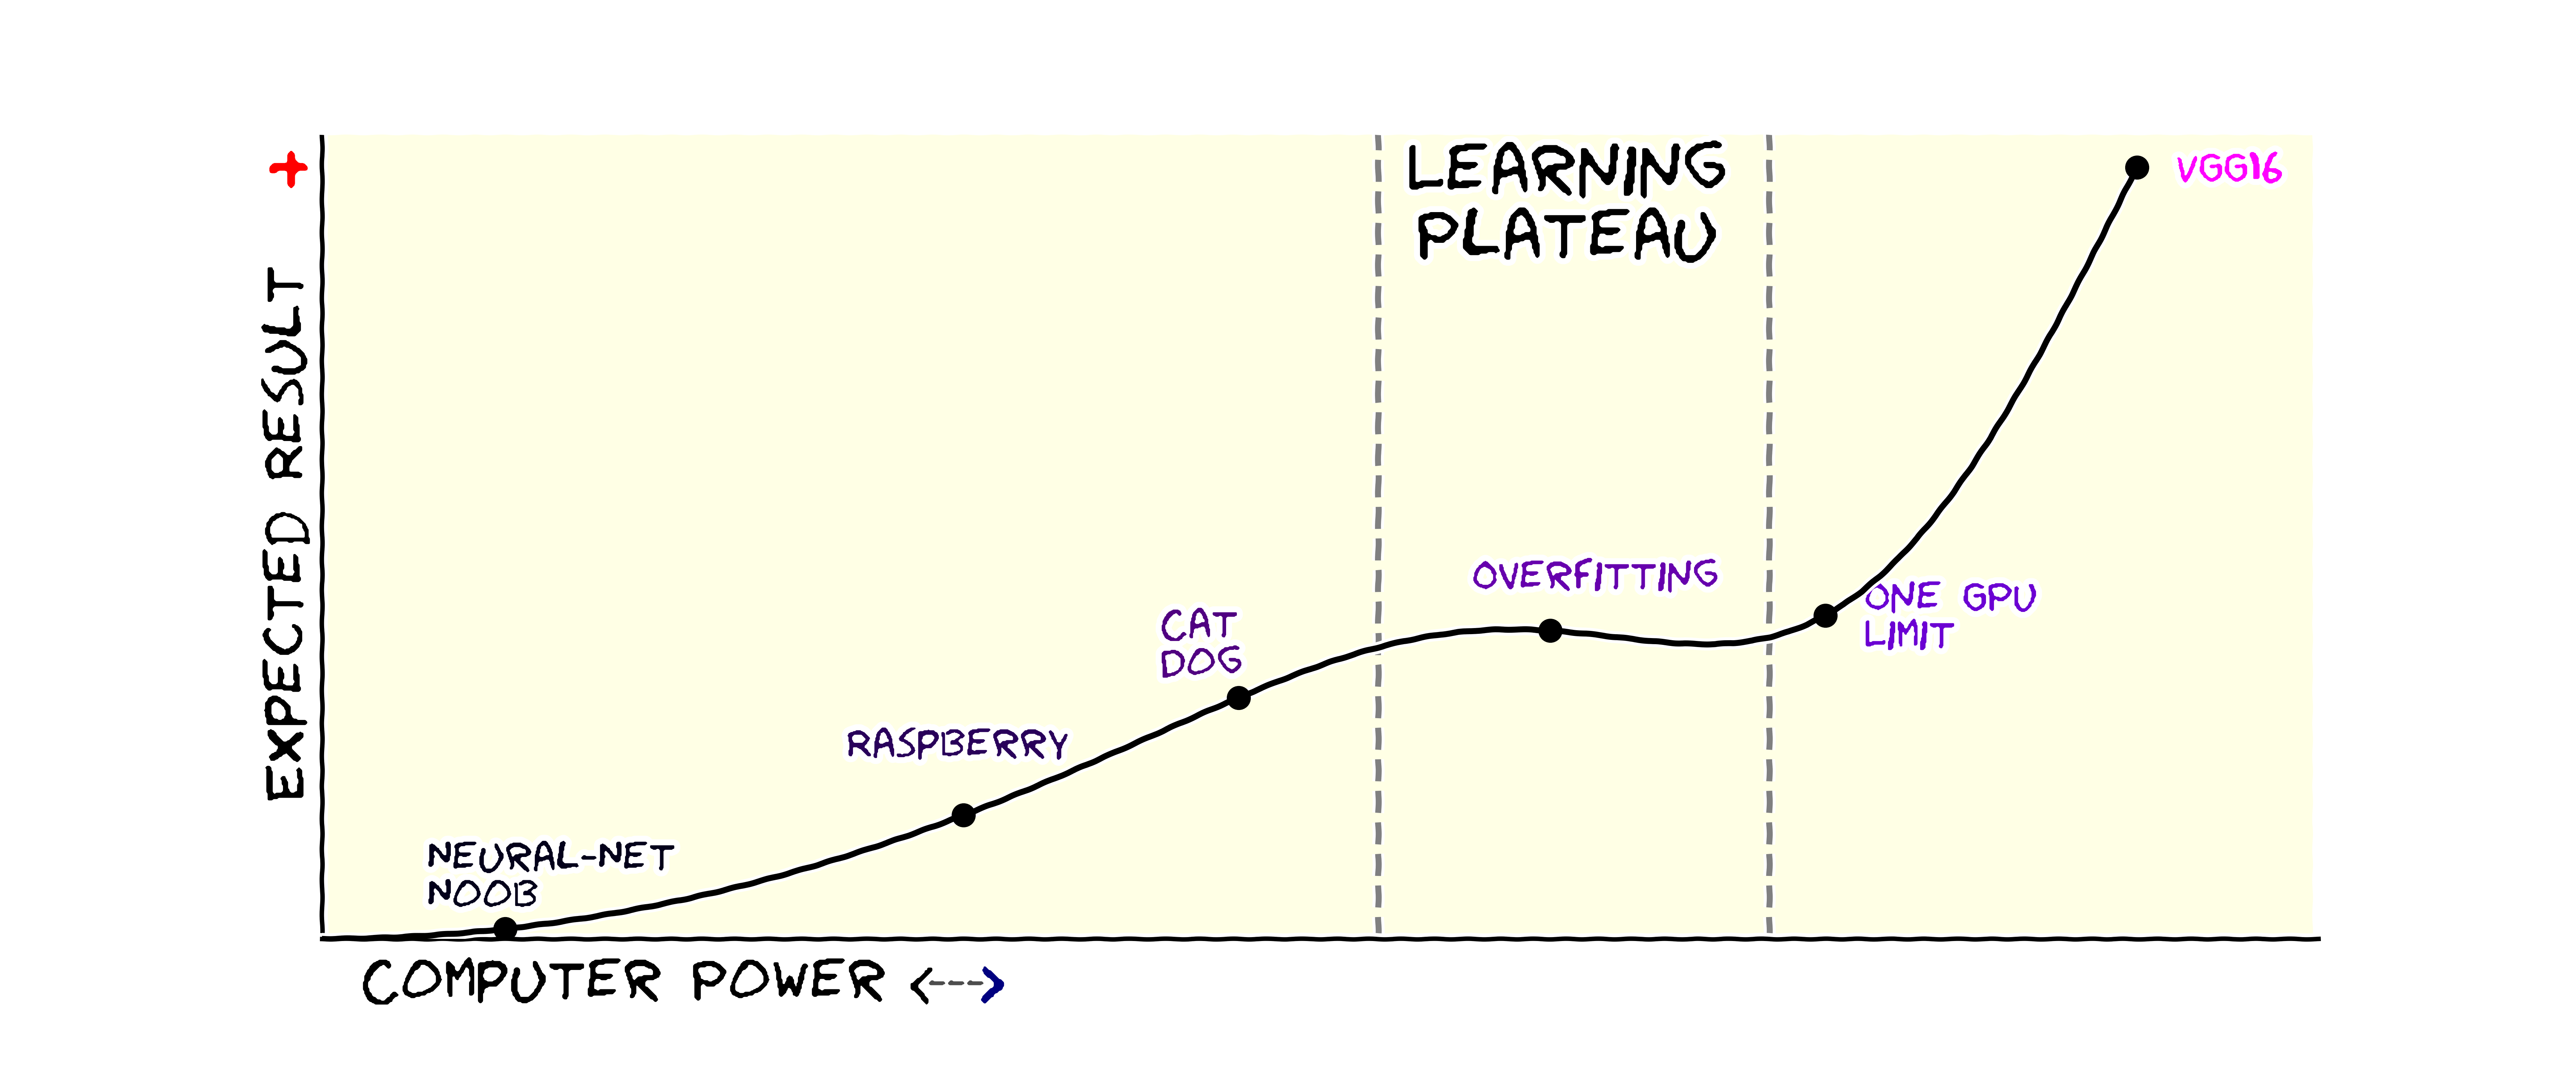 LEARNING
PLATEAU
+
VGG16
EXPECTED RESULT
OVERFITTING
ONE GPU
LIMIT
CAT
DOG
RASPBERRY
NEURAL-NET
NOOB
COMPUTER POWER <--->